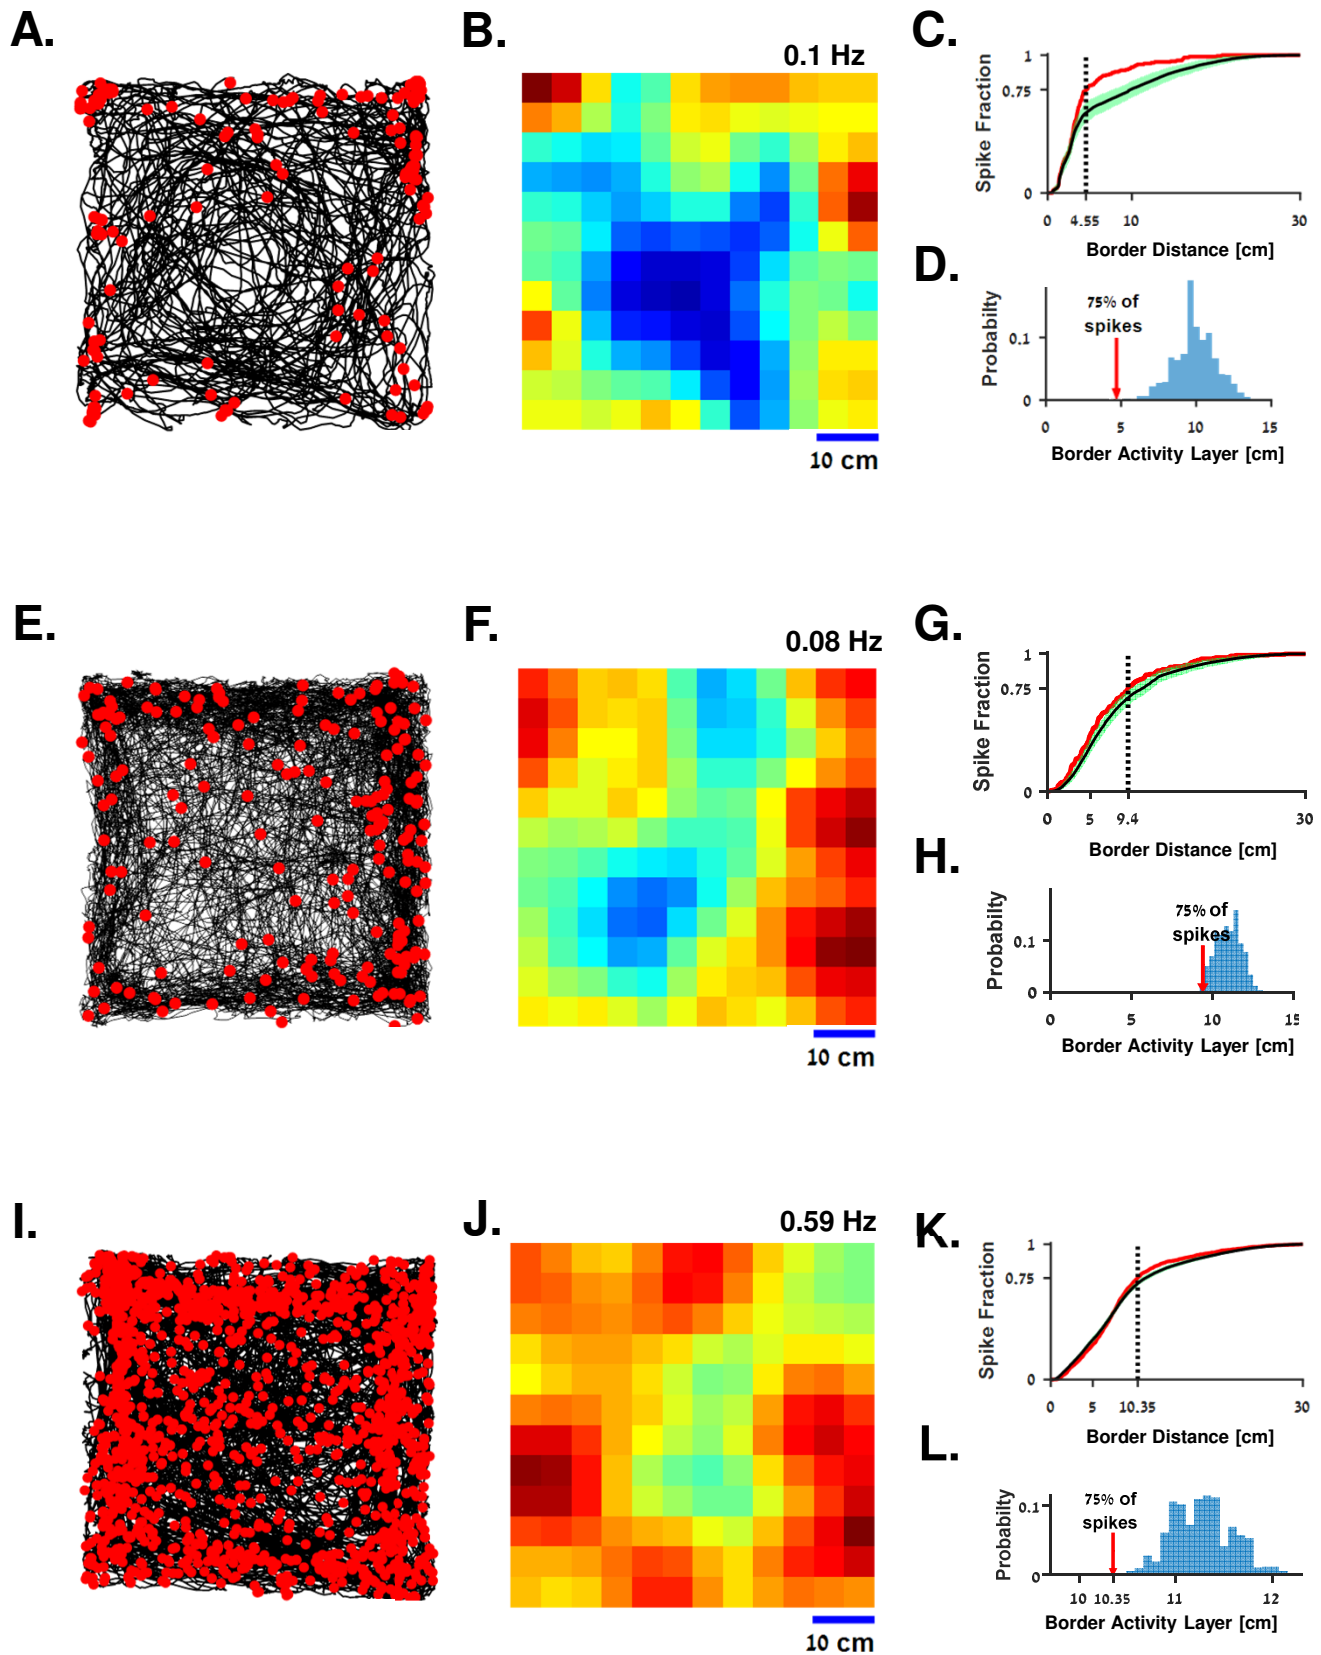 A.
B.
0.1 Hz
10 cm
C.
Spike Fraction
1
0.75
0
0 4.55 10 30
Border Distance [cm]
D.
Probabilty
75% of
spikes
0.1
0
0 5 10 15
Border Activity Layer [cm]
E.
F.
0.08 Hz
10 cm
G.
Spike Fraction
1
0.75
0
0 5 9.4 30
Border Distance [cm]
H.
Probabilty
75% of
spikes
0.1
0
0 5 10 15
Border Activity Layer [cm]
I.
J.
0.59 Hz
10 cm
K.
Spike Fraction
1
0.75
0
0 5 10.35 30
Border Distance [cm]
L.
Probabilty
75% of
spikes
0.1
0
10 10.35 11 12
Border Activity Layer [cm]